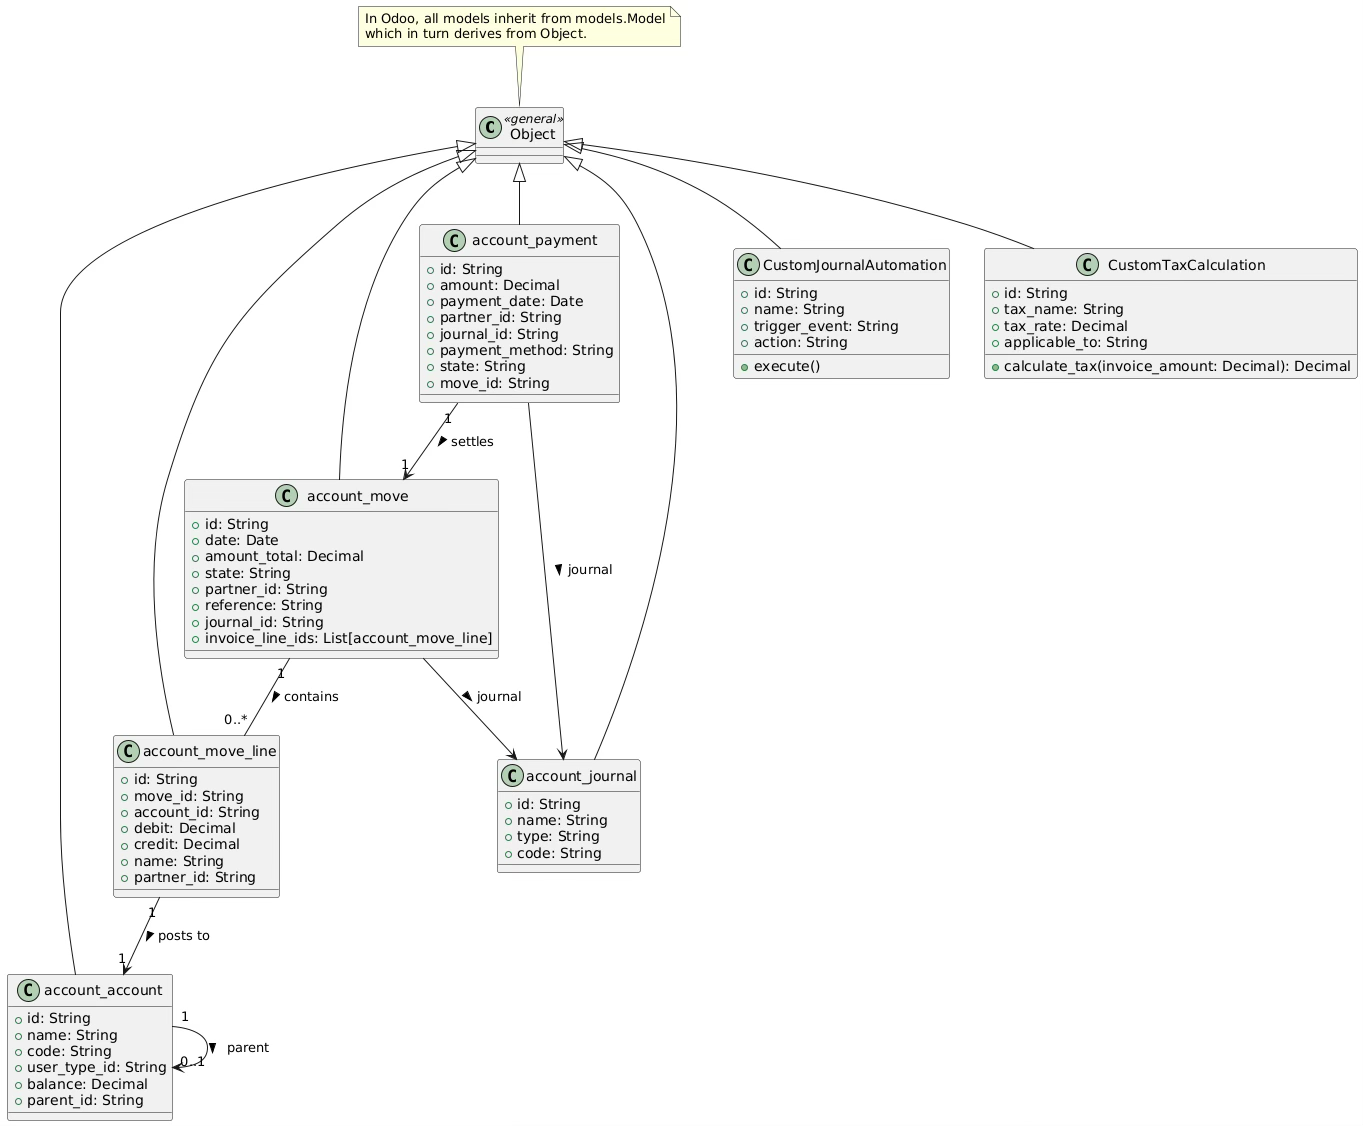 In Odoo, all models inherit from models.Model
which in turn derives from Object.
C
«general»
Object
C account_payment
id: String
amount: Decimal
payment_date: Date
partner_id: String
journal_id: String
payment_method: String
state: String
move_id: String
C CustomJournalAutomation
id: String
name: String
trigger_event: String
action: String
execute()
C CustomTaxCalculation
id: String
tax_name: String
tax_rate: Decimal
applicable_to: String
calculate_tax(invoice_amount: Decimal): Decimal
1
settles
1
C account_move
id: String
date: Date
amount_total: Decimal
state: String
partner_id: String
reference: String
journal_id: String
invoice_line_ids: List[account_move_line]
journal
1
contains
0..*
journal
C account_move_line
id: String
move_id: String
account_id: String
debit: Decimal
credit: Decimal
name: String
partner_id: String
C account_journal
id: String
name: String
type: String
code: String
1
posts to
1
C account_account
id: String
name: String
code: String
user_type_id: String
balance: Decimal
parent_id: String
1
parent
0..1